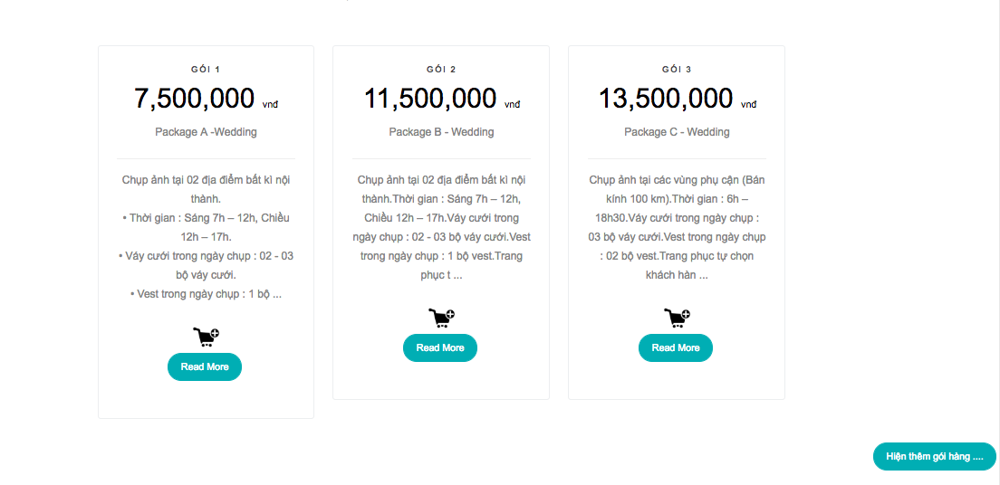 GÓI 1
7,500,000 vnđ
Package A -Wedding
Chụp ảnh tại 02 địa điểm bất kì nội
thành.
• Thời gian : Sáng 7h – 12h, Chiều
12h – 17h.
• Váy cưới trong ngày chụp : 02 - 03
bộ váy cưới.
• Vest trong ngày chụp : 1 bộ ...
Read More
GÓI 2
11,500,000 vnđ
Package B - Wedding
Chụp ảnh tại 02 địa điểm bất kì nội
thành.Thời gian : Sáng 7h – 12h,
Chiều 12h – 17h.Váy cưới trong
ngày chụp : 02 - 03 bộ váy cưới.Vest
trong ngày chụp : 1 bộ vest.Trang
phục t ...
Read More
GÓI 3
13,500,000 vnđ
Package C - Wedding
Chụp ảnh tại các vùng phụ cận (Bán
kính 100 km).Thời gian : 6h –
18h30.Váy cưới trong ngày chụp :
03 bộ váy cưới.Vest trong ngày chụp
: 02 bộ vest.Trang phục tự chọn
khách hàn ...
Read More
Hiện thêm gói hàng ....